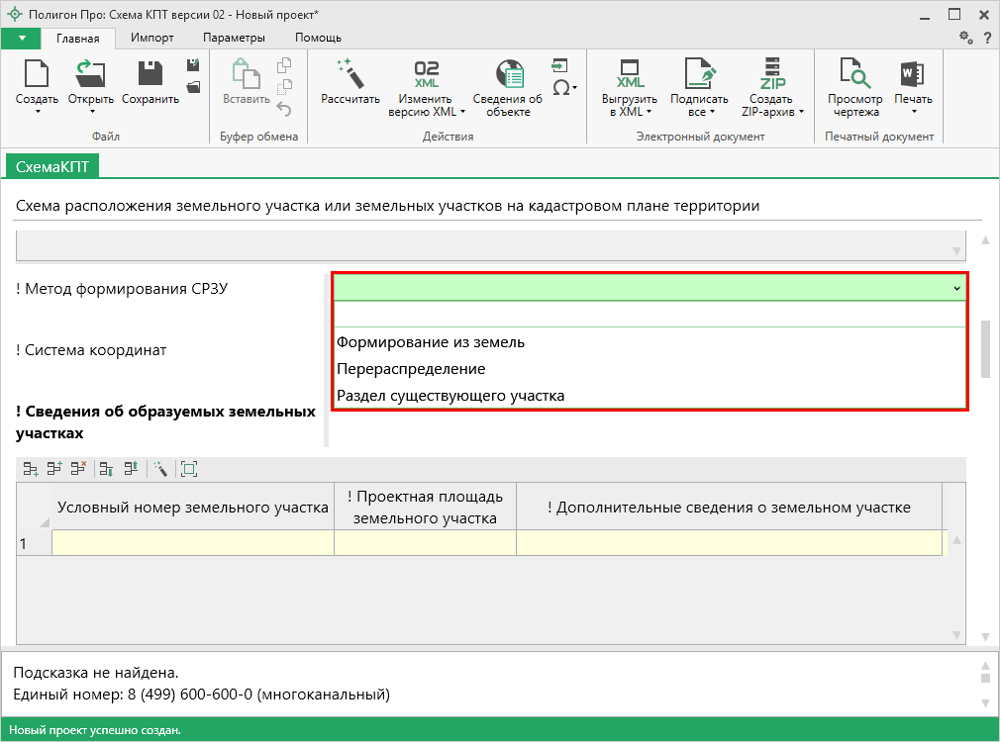 Полигон Про: Схема КПТ версии 02 - Новый проект*
Главная Импорт Параметры Помощь
?
02
XML XML ZIP W
Создать Открыть Сохранить Вставить Рассчитать Изменить версию XML Сведения об объекте Выгрузить в XML Подписать все Создать ZIP-архив Просмотр чертежа Печать
Ω
Файл Буфер обмена Действия Электронный документ Печатный документ
СхемаКПТ
Схема расположения земельного участка или земельных участков на кадастровом плане территории
! Метод формирования СРЗУ
Формирование из земель
! Система координат
Перераспределение
Раздел существующего участка
! Сведения об образуемых земельных
участках
Условный номер земельного участка
! Проектная площадь
земельного участка
! Дополнительные сведения о земельном участке
1
Подсказка не найдена.
Единый номер: 8 (499) 600-600-0 (многоканальный)
Новый проект успешно создан.